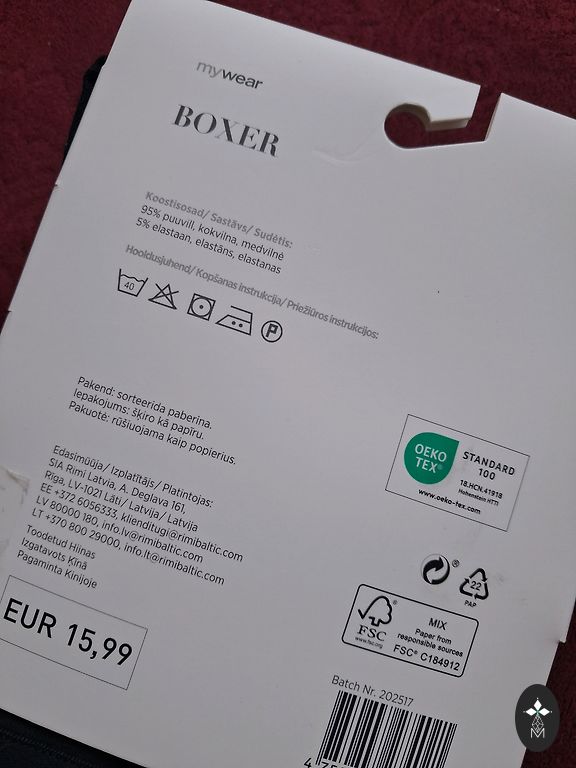 mywear
BOXER
Koostisosad/ Sastāvs/ Sudėtis:
95% puuvill, kokvilna, medvilnė
5% elastaan, elastāns, elastanas
Hooldusjuhend/ Kopšanas instrukcija/ Priežiūros instrukcijos:
40
P
Pakend: sorteerida paberina.
Iepakojums: šķiro kā papīru.
Pakuotė: rūšiuojama kaip popierius.
Edasimüüja/ Izplatītājs/ Platintojas:
SIA Rimi Latvia, A. Deglava 161,
Riga, LV-1021 Läti/ Latvija/ Latvija
EE +372 6056333, klienditugi@rimibaltic.com
LV 80000 180, info.lv@rimibaltic.com
LT +370 800 29000, info.lt@rimibaltic.com
Toodetud Hiinas
Izgatavots Ķīnā
Pagaminta Kinijoje
EUR 15,99
OEKO
TEX®
STANDARD
100
18.HCN.41918
Hohenstein HTTI
www.oeko-tex.com
®
22
PAP
FSC
®
www.fsc.org
MIX
Paper from
responsible sources
FSC® C184912
Batch Nr. 202517
M